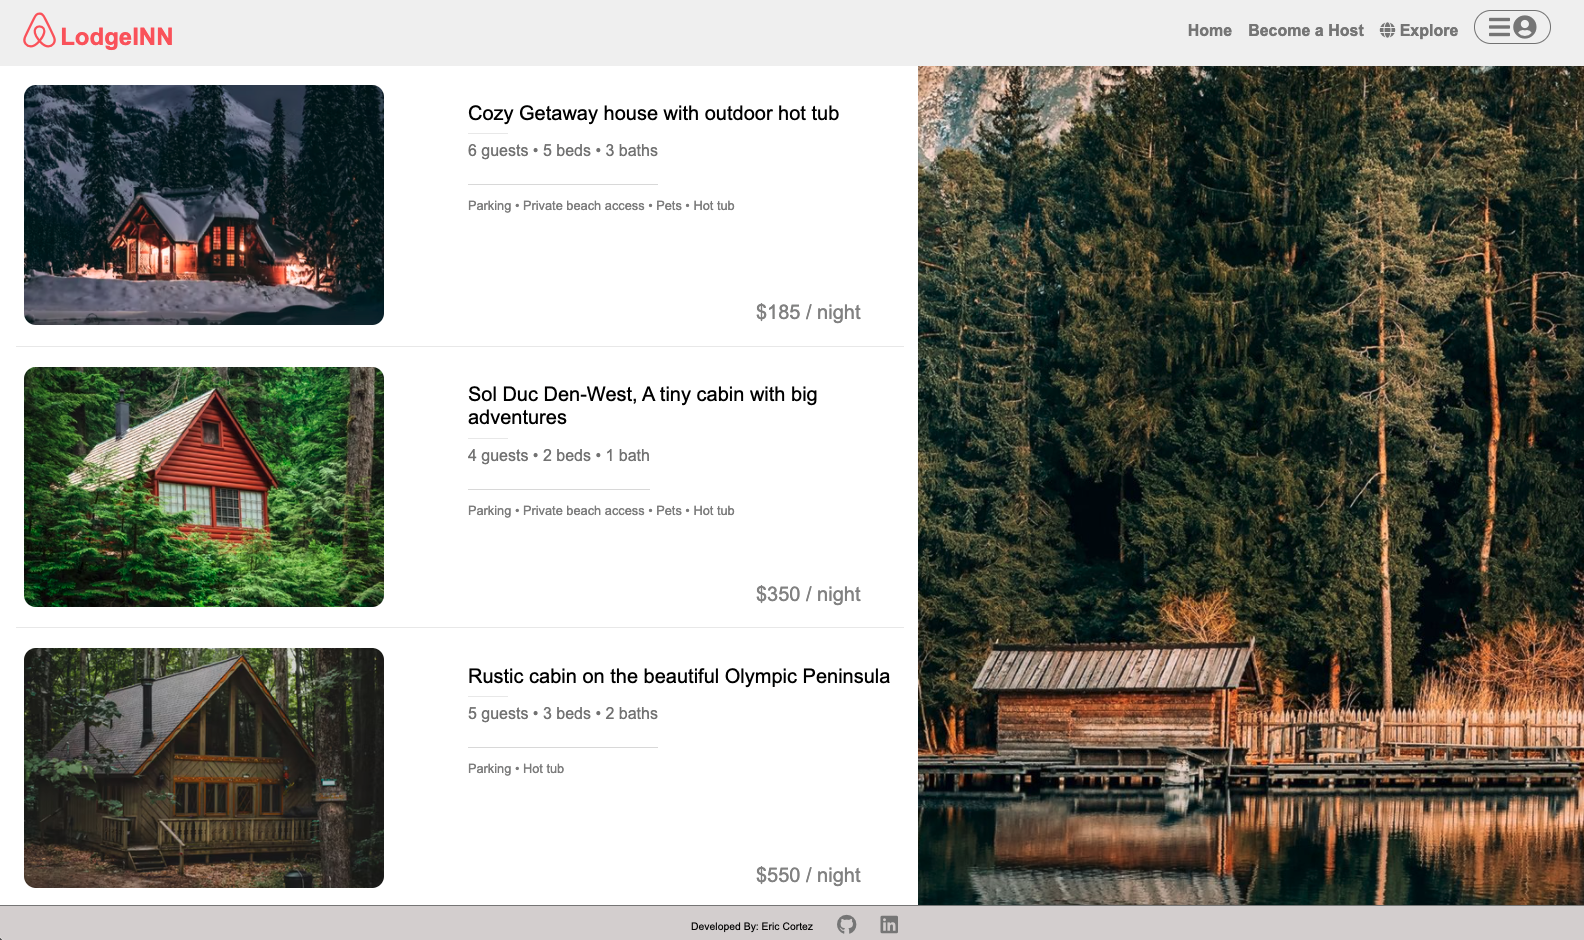 LodgeINN
Home Become a Host Explore
Cozy Getaway house with outdoor hot tub
6 guests • 5 beds • 3 baths
Parking • Private beach access • Pets • Hot tub
$185 / night
Sol Duc Den-West, A tiny cabin with big
adventures
4 guests • 2 beds • 1 bath
Parking • Private beach access • Pets • Hot tub
$350 / night
Rustic cabin on the beautiful Olympic Peninsula
5 guests • 3 beds • 2 baths
Parking • Hot tub
$550 / night
Developed By: Eric Cortez